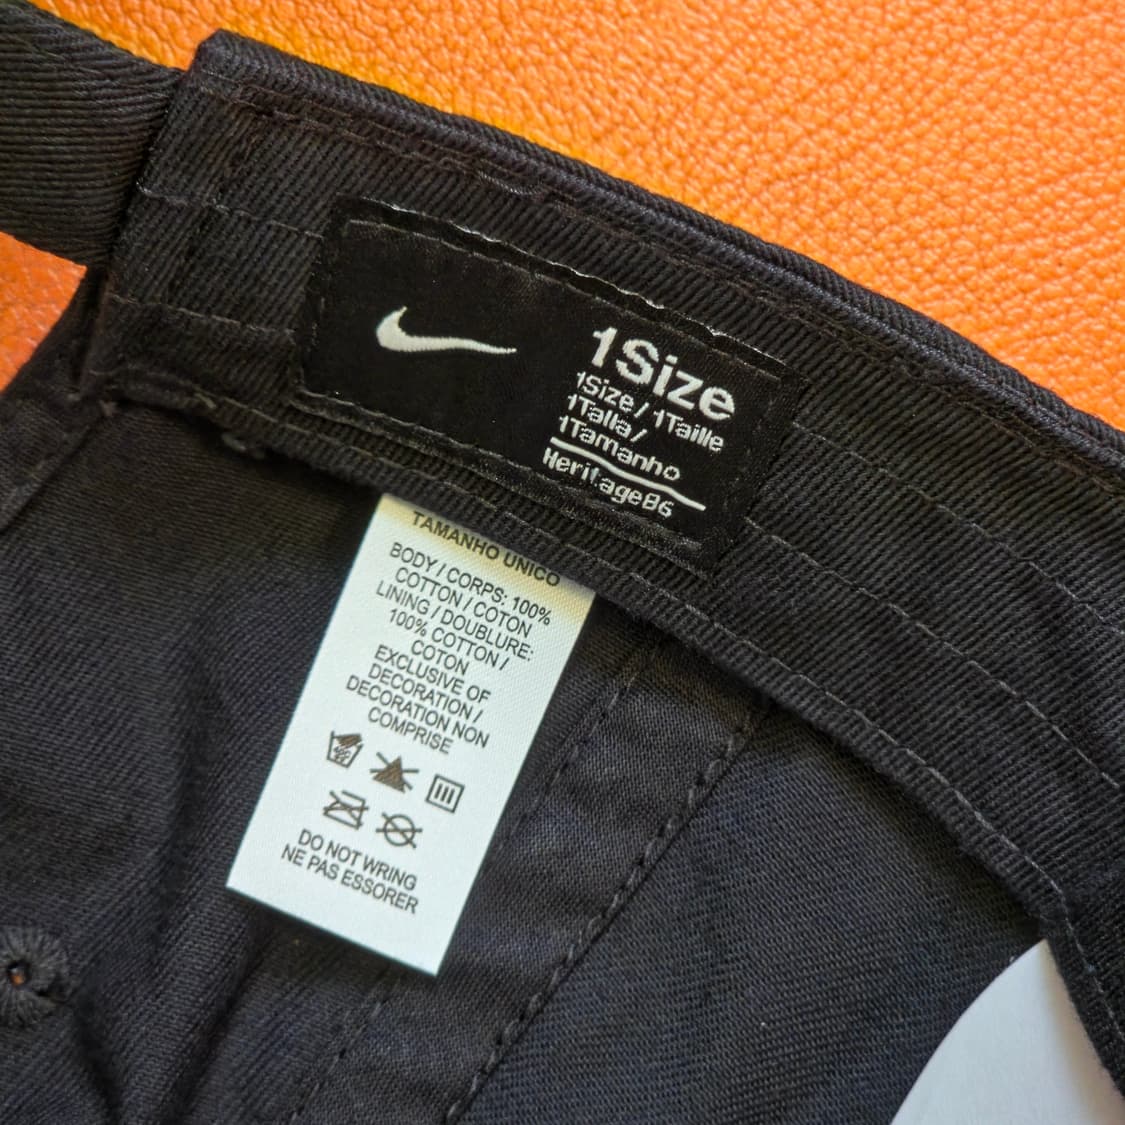 1Size
1Size / 1Taille
1Talla /
1Tamanho
Heritage86
TAMANHO UNICO
BODY / CORPS: 100%
COTTON / COTON
LINING / DOUBLURE:
100% COTTON /
COTON
EXCLUSIVE OF
DECORATION /
DECORATION NON
COMPRISE
DO NOT WRING
NE PAS ESSORER